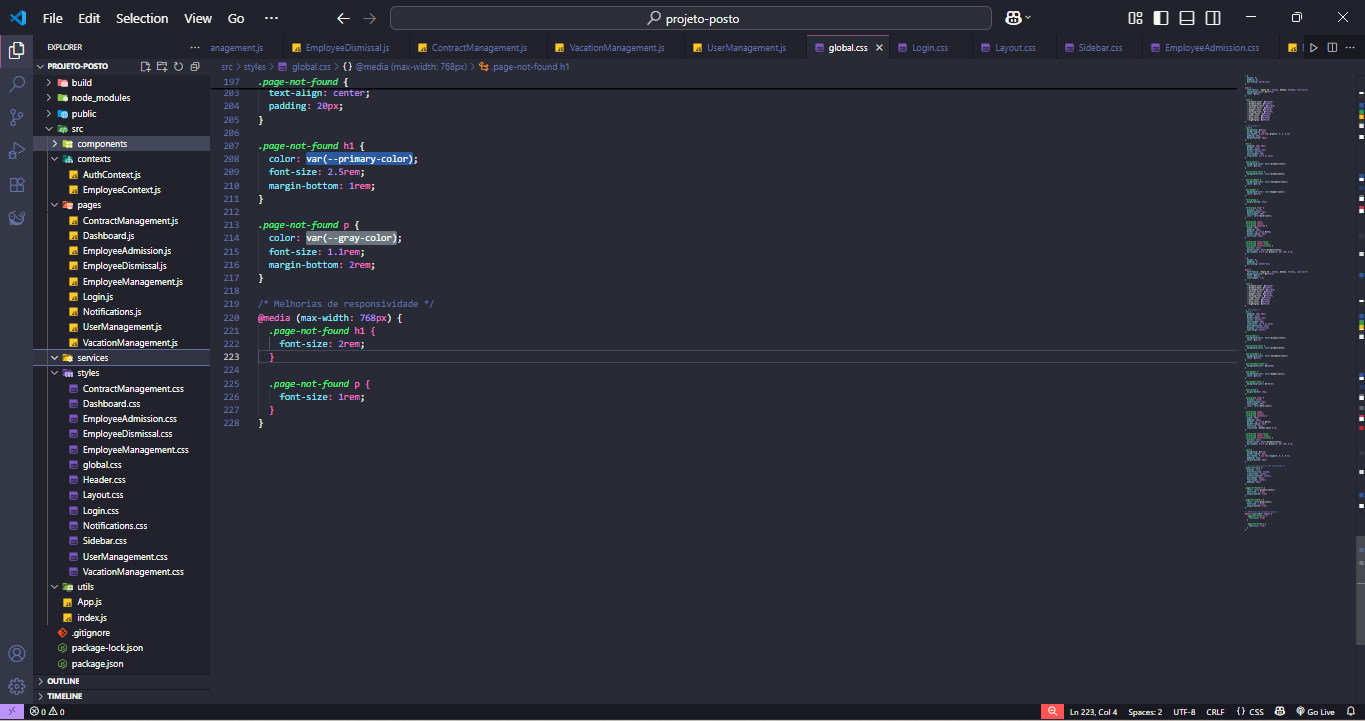 File Edit Selection View Go ··· projeto-posto
EXPLORER ···
anagement.js EmployeeDismissal.js ContractManagement.js VacationManagement.js UserManagement.js global.css Login.css Layout.css Sidebar.css EmployeeAdmission.css
PROJETO-POSTO
src > styles > global.css > {} @media (max-width: 768px) > .page-not-found h1
build
node_modules
public
src
components
contexts
AuthContext.js
EmployeeContext.js
pages
ContractManagement.js
Dashboard.js
EmployeeAdmission.js
EmployeeDismissal.js
EmployeeManagement.js
Login.js
Notifications.js
UserManagement.js
VacationManagement.js
services
styles
ContractManagement.css
Dashboard.css
EmployeeAdmission.css
EmployeeDismissal.css
EmployeeManagement.css
global.css
Header.css
Layout.css
Login.css
Notifications.css
Sidebar.css
UserManagement.css
VacationManagement.css
utils
App.js
index.js
.gitignore
package-lock.json
package.json
OUTLINE
TIMELINE
197 .page-not-found {
203 text-align: center;
204 padding: 20px;
205 }
206
207 .page-not-found h1 {
208 color: var(--primary-color);
209 font-size: 2.5rem;
210 margin-bottom: 1rem;
211 }
212
213 .page-not-found p {
214 color: var(--gray-color);
215 font-size: 1.1rem;
216 margin-bottom: 2rem;
217 }
218
219 /* Melhorias de responsividade */
220 @media (max-width: 768px) {
221 .page-not-found h1 {
222 font-size: 2rem;
223 }
224
225 .page-not-found p {
226 font-size: 1rem;
227 }
228 }
0 0 Ln 223, Col 4 Spaces: 2 UTF-8 CRLF {} CSS Go Live